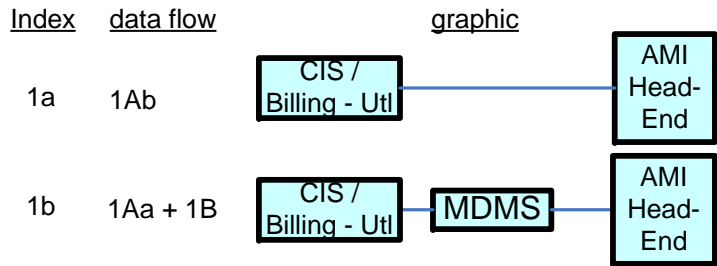 Index data flow graphic
1a 1Ab
CIS /
Billing - Utl
AMI
Head-
End
1b 1Aa + 1B
CIS /
Billing - Utl
MDMS
AMI
Head-
End